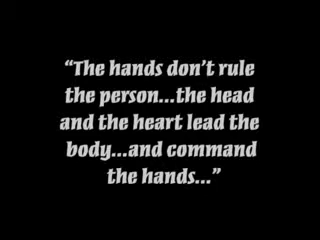 “The hands don’t rule
the person...the head
and the heart lead the
body...and command
the hands...”